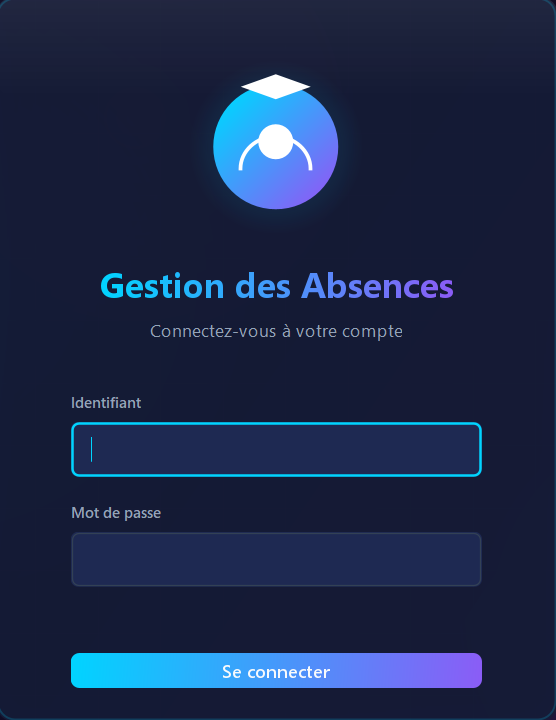 Gestion des Absences
Connectez-vous à votre compte
Identifiant
Mot de passe
Se connecter